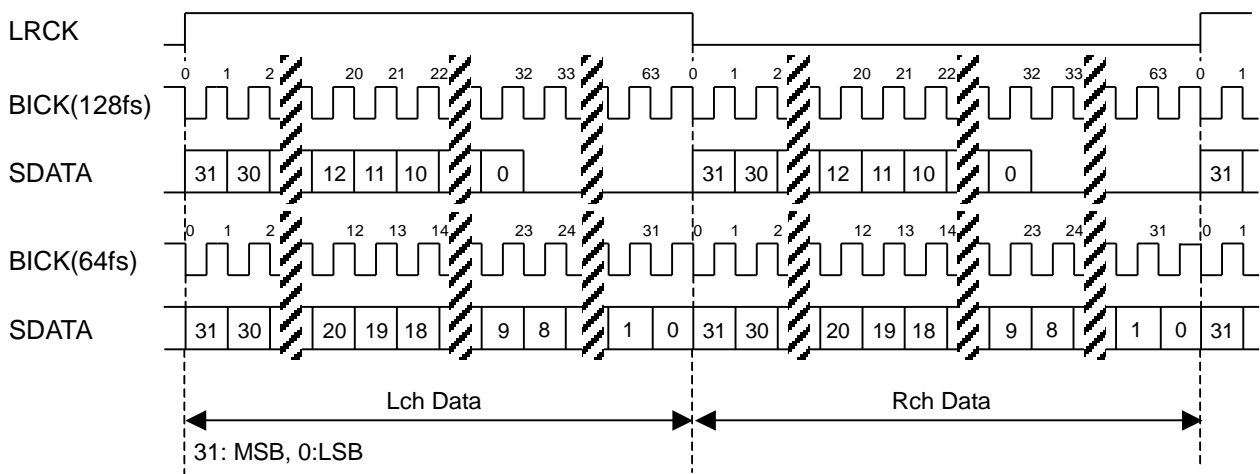 LRCK
0 1 2 20 21 22 32 33 63 0 1 2 20 21 22 32 33 63 0 1
BICK(128fs)
SDATA 31 30 12 11 10 0 31 30 12 11 10 0 31
0 1 2 12 13 14 23 24 31 0 1 2 12 13 14 23 24 31 0 1
BICK(64fs)
SDATA 31 30 20 19 18 9 8 1 0 31 30 20 19 18 9 8 1 0 31
Lch Data Rch Data
31: MSB, 0:LSB